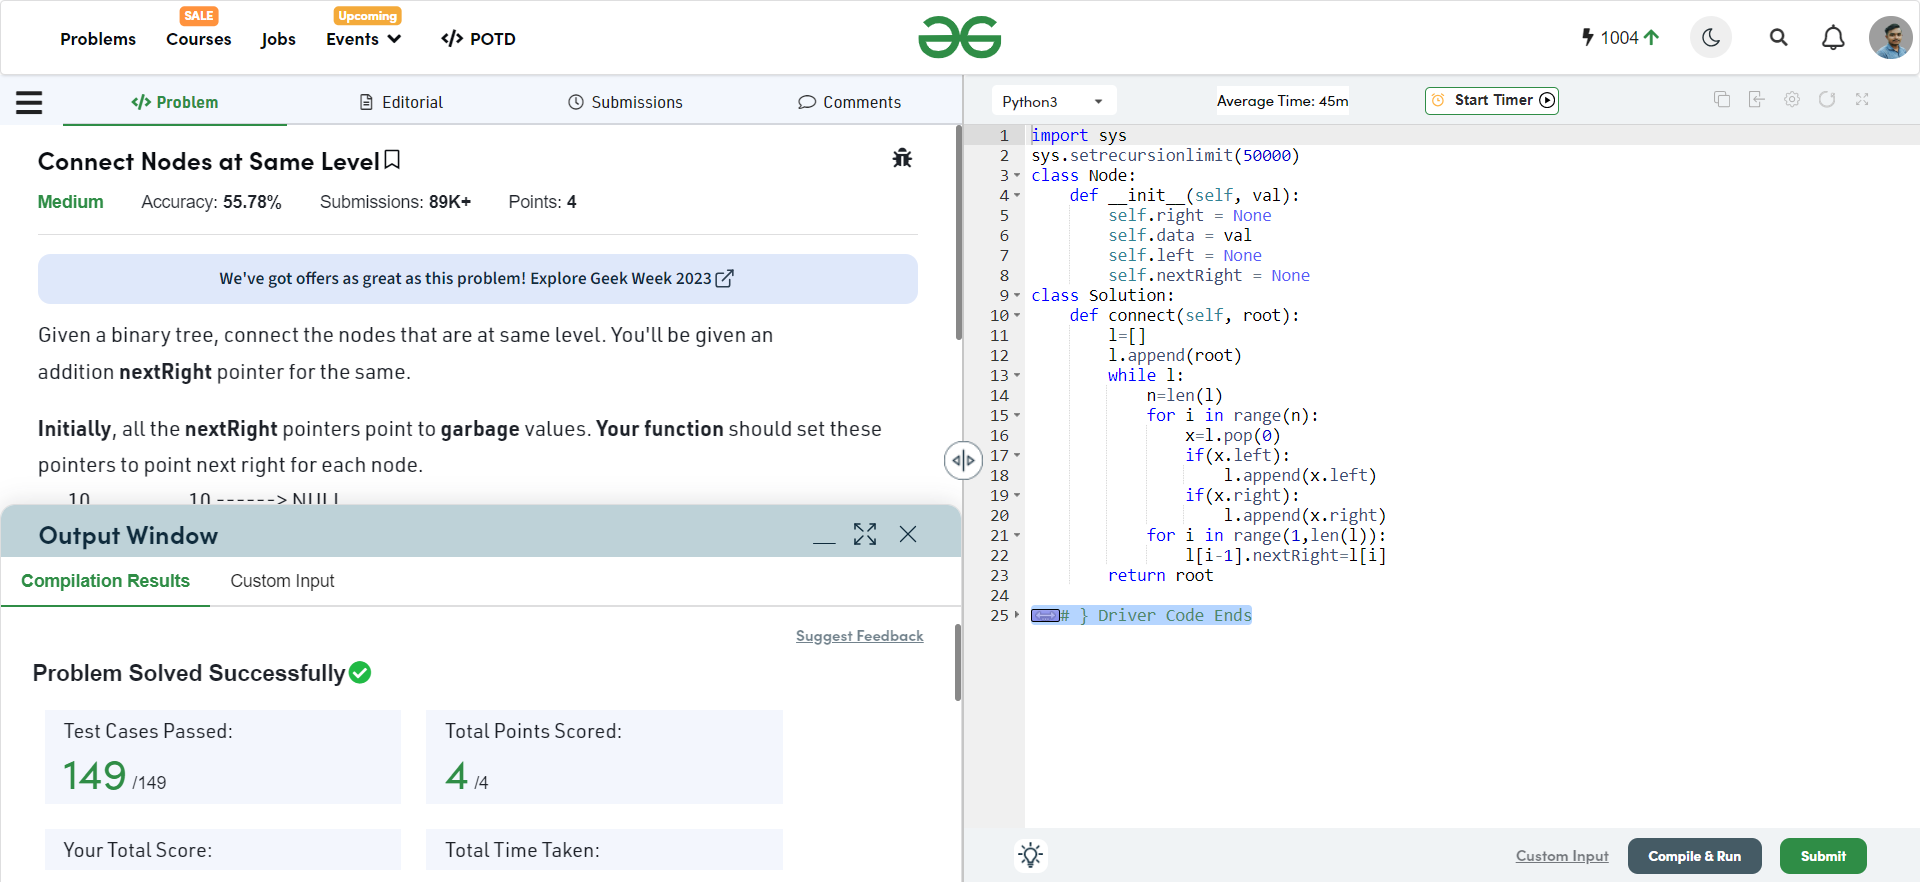 SALE
Upcoming
Problems Courses Jobs Events </> POTD
1004
</> Problem Editorial Submissions Comments
Connect Nodes at Same Level
Medium Accuracy: 55.78% Submissions: 89K+ Points: 4
We've got offers as great as this problem! Explore Geek Week 2023
Given a binary tree, connect the nodes that are at same level. You'll be given an
addition nextRight pointer for the same.
Initially, all the nextRight pointers point to garbage values. Your function should set these
pointers to point next right for each node.
10 10 ------> NULL
Output Window
Compilation Results Custom Input
Suggest Feedback
Problem Solved Successfully
Test Cases Passed:
149 /149
Total Points Scored:
4 /4
Your Total Score:
Total Time Taken:
Python3 Average Time: 45m Start Timer
1 import sys
2 sys.setrecursionlimit(50000)
3 class Node:
4     def __init__(self, val):
5         self.right = None
6         self.data = val
7         self.left = None
8         self.nextRight = None
9 class Solution:
10     def connect(self, root):
11         l=[]
12         l.append(root)
13         while l:
14             n=len(l)
15             for i in range(n):
16                 x=l.pop(0)
17                 if(x.left):
18                     l.append(x.left)
19                 if(x.right):
20                     l.append(x.right)
21             for i in range(1,len(l)):
22                 l[i-1].nextRight=l[i]
23         return root
24
25 # } Driver Code Ends
Custom Input Compile & Run Submit